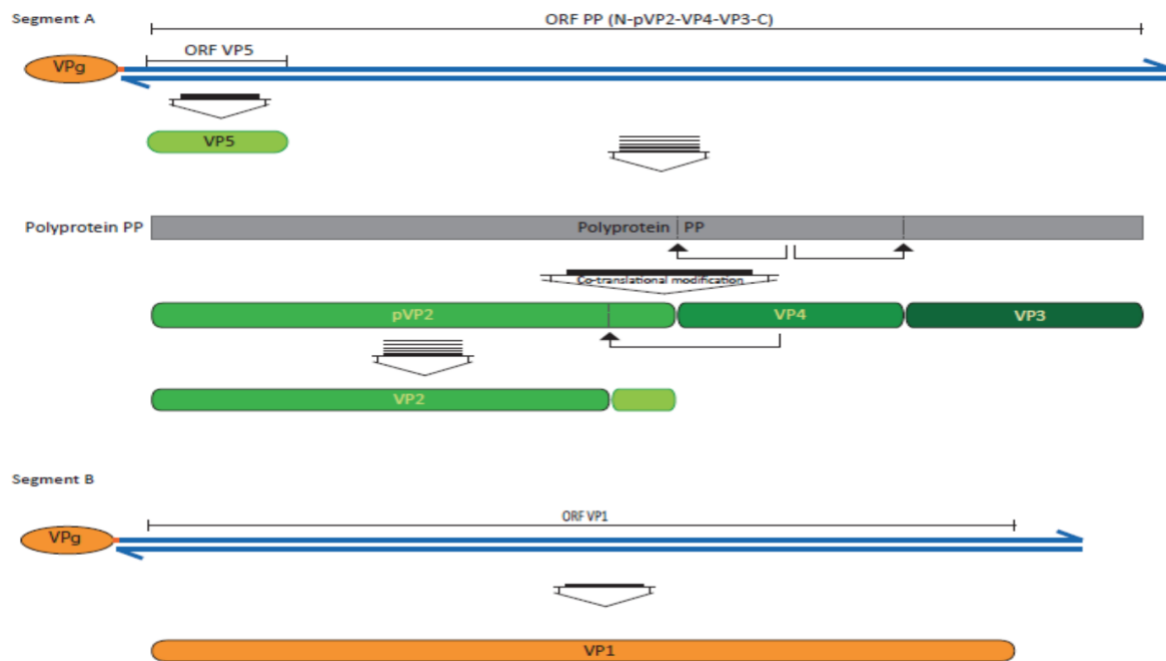 Segment A
ORF PP (N-pVP2-VP4-VP3-C)
ORF VP5
VPg
VP5
Polyprotein PP
Polyprotein PP
Co-translational modification
pVP2
VP4
VP3
VP2
Segment B
ORF VP1
VPg
VP1